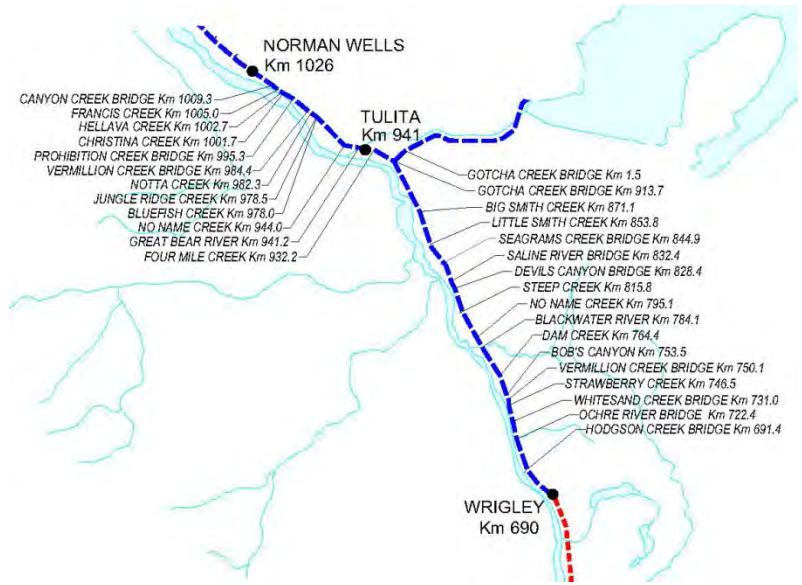 NORMAN WELLS
Km 1026
CANYON CREEK BRIDGE Km 1009.3
FRANCIS CREEK Km 1005.0
HELLAVA CREEK Km 1002.7
CHRISTINA CREEK Km 1001.7
PROHIBITION CREEK BRIDGE Km 995.3
VERMILLION CREEK BRIDGE Km 984.4
NOTTA CREEK Km 982.3
JUNGLE RIDGE CREEK Km 978.5
BLUEFISH CREEK Km 978.0
NO NAME CREEK Km 944.0
GREAT BEAR RIVER Km 941.2
FOUR MILE CREEK Km 932.2
TULITA
Km 941
GOTCHA CREEK BRIDGE Km 1.5
GOTCHA CREEK BRIDGE Km 913.7
BIG SMITH CREEK Km 871.1
LITTLE SMITH CREEK Km 853.8
SEAGRAMS CREEK BRIDGE Km 844.9
SALINE RIVER BRIDGE Km 832.4
DEVILS CANYON BRIDGE Km 828.4
STEEP CREEK Km 815.8
NO NAME CREEK Km 795.1
BLACKWATER RIVER Km 784.1
DAM CREEK Km 764.4
BOB'S CANYON Km 753.5
VERMILLION CREEK BRIDGE Km 750.1
STRAWBERRY CREEK Km 746.5
WHITESAND CREEK BRIDGE Km 731.0
OCHRE RIVER BRIDGE Km 722.4
HODGSON CREEK BRIDGE Km 691.4
WRIGLEY
Km 690